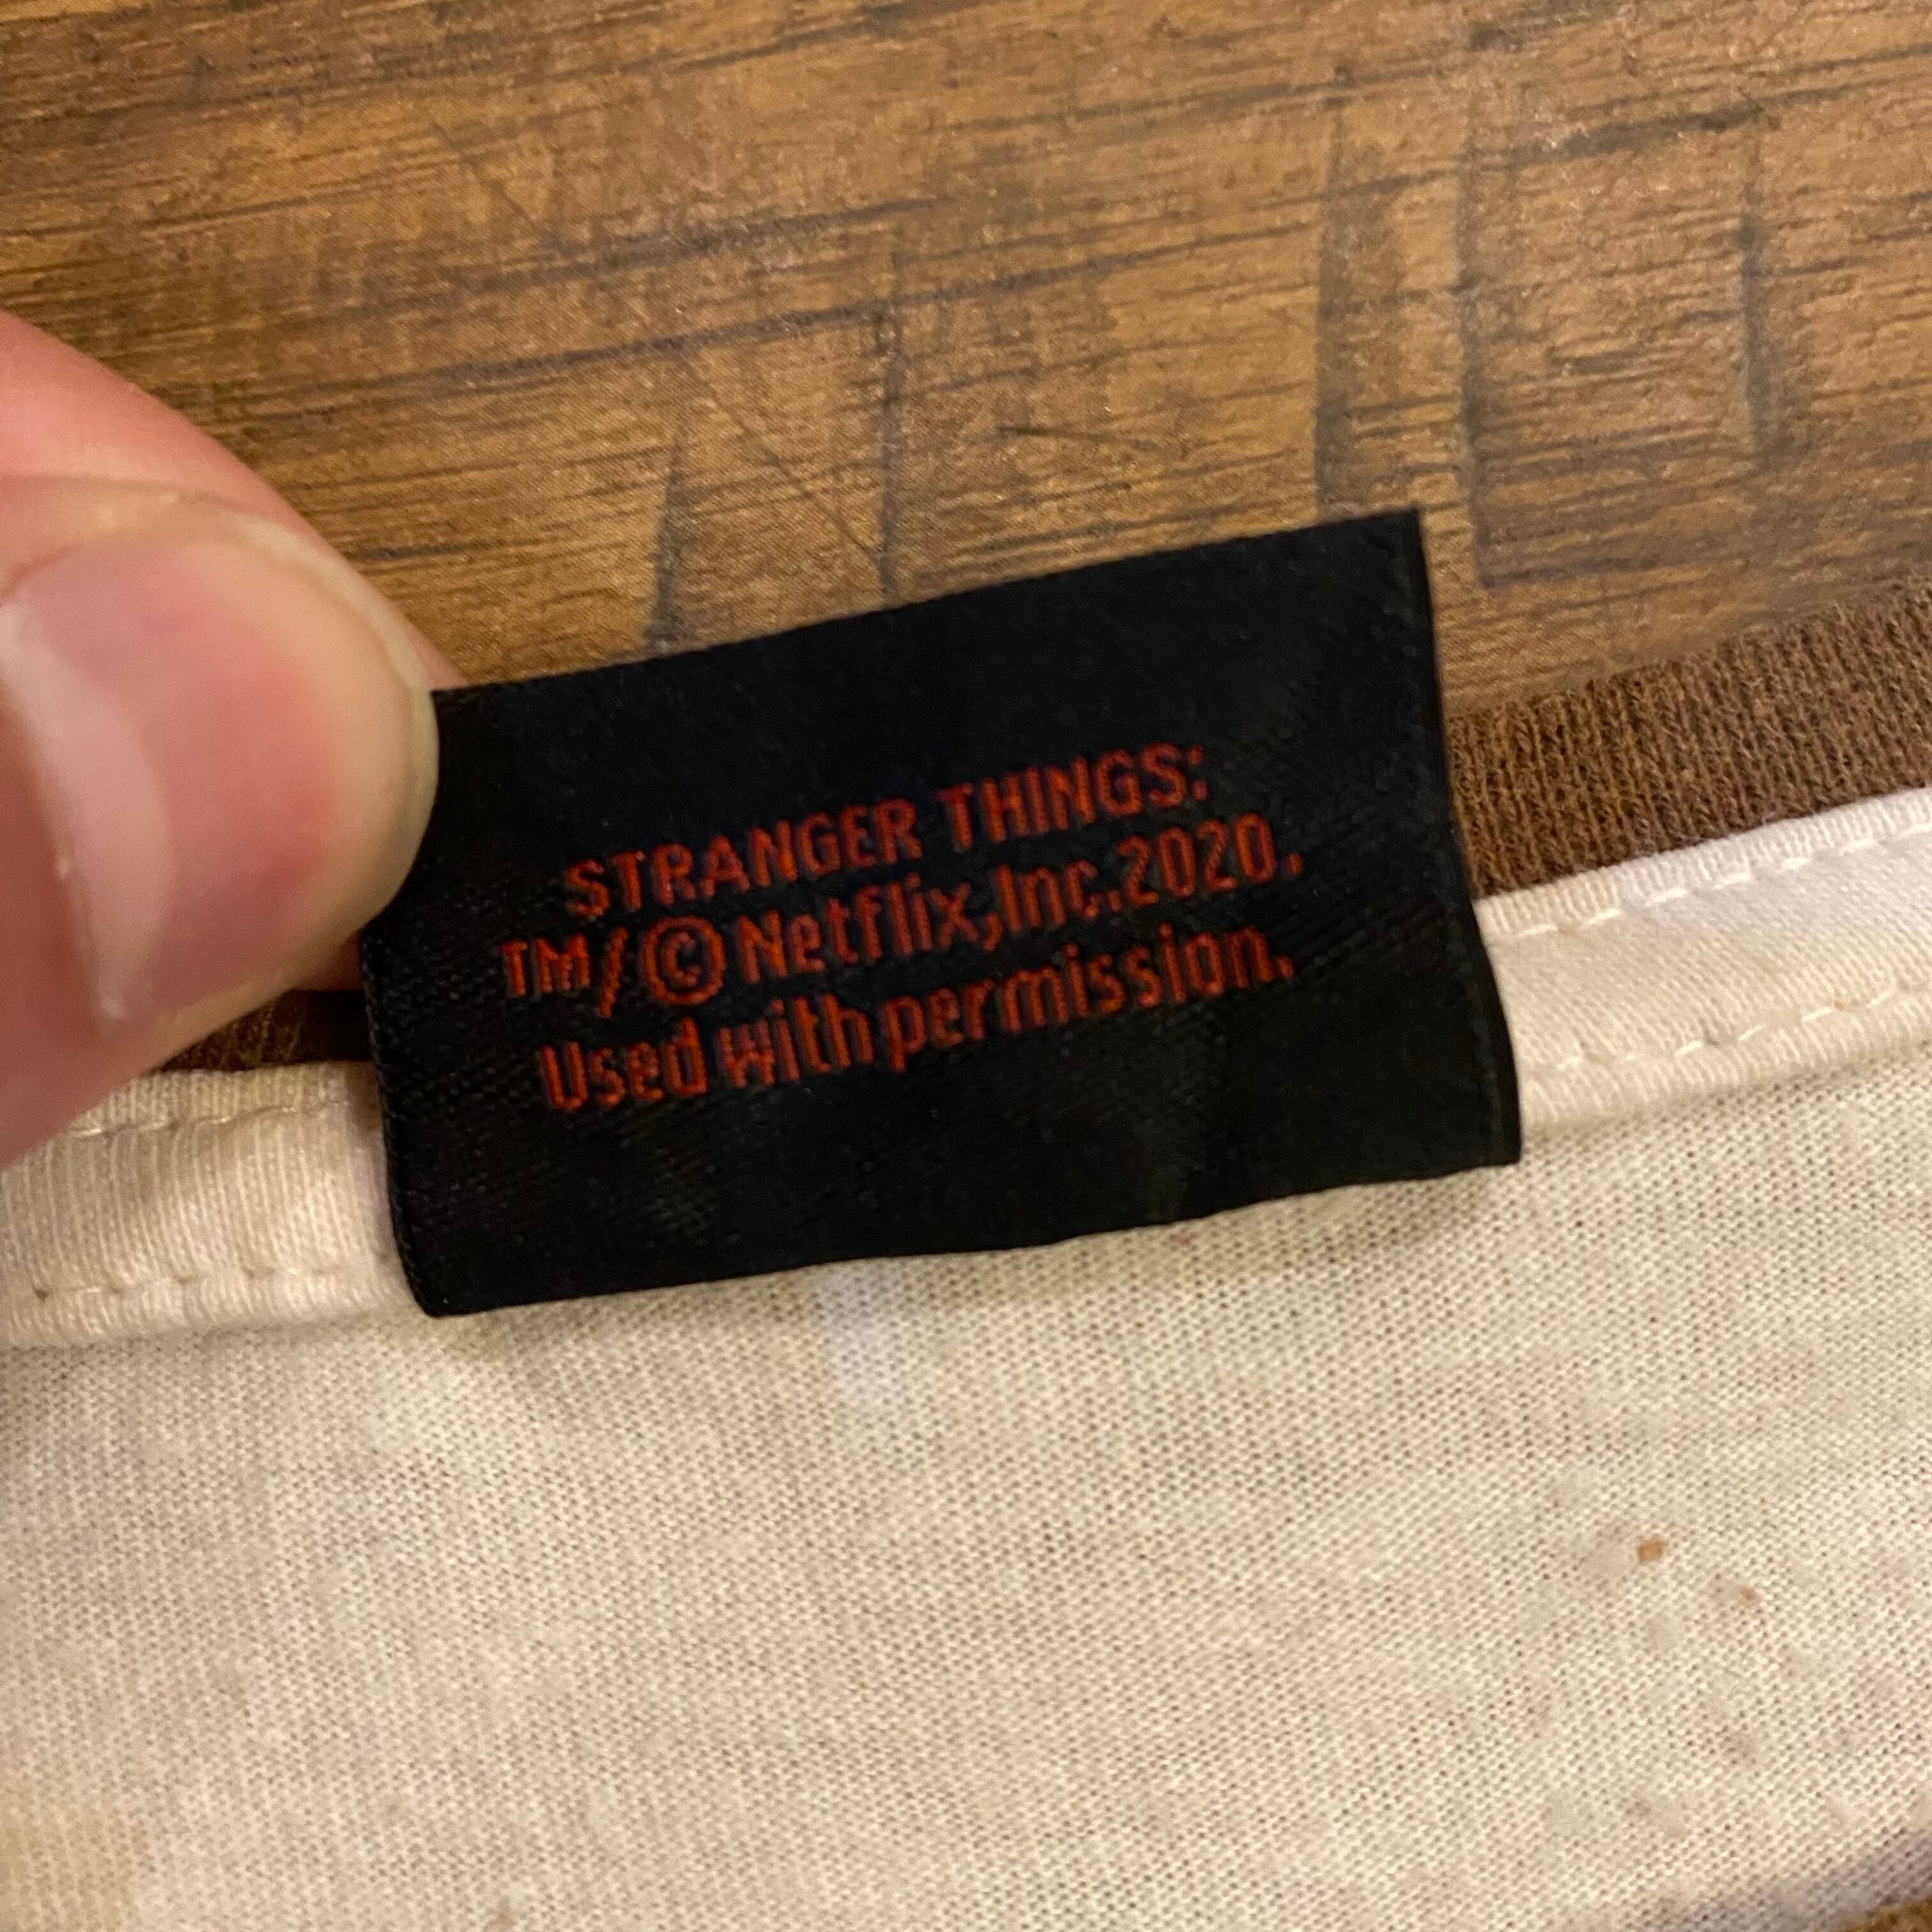 STRANGER THINGS:
TM/© Netflix,Inc.2020.
Used with permission.